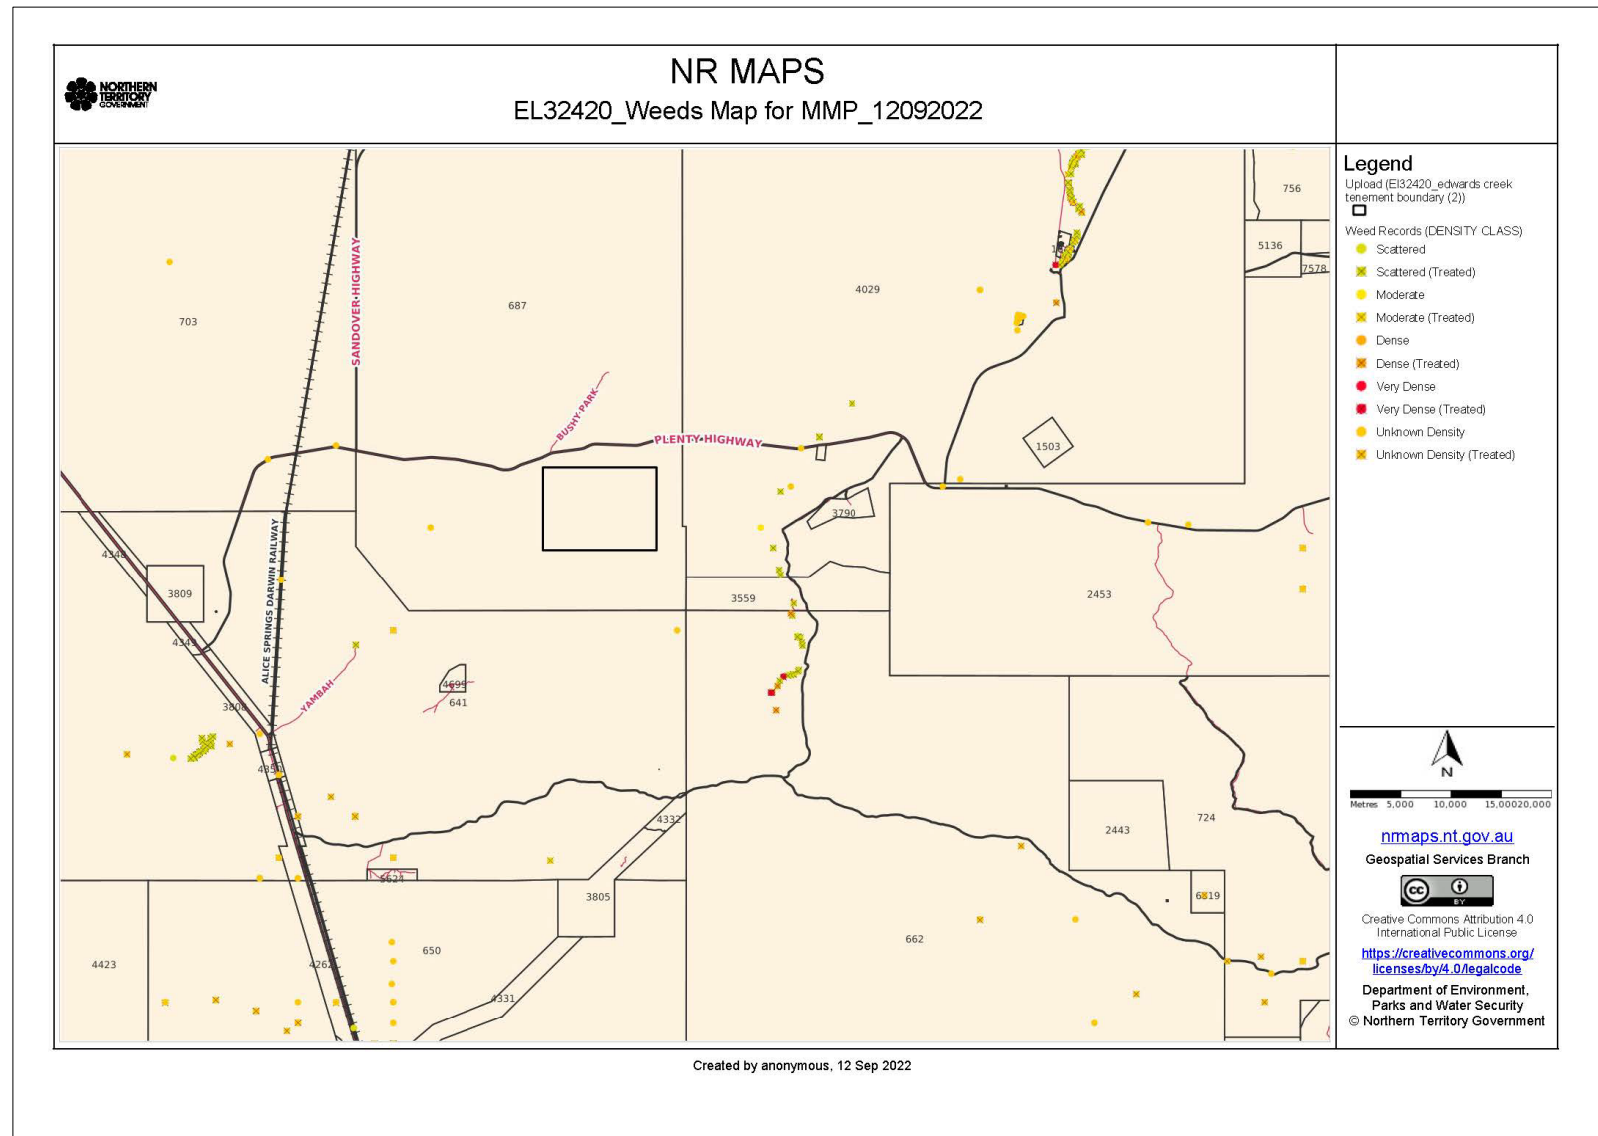 NORTHERN
TERRITORY
GOVERNMENT
NR MAPS
EL32420_Weeds Map for MMP_12092022
703
687
4029
756
5136
7578
SANDOVER HIGHWAY
BUSHY PARK
PLENTY HIGHWAY
1503
3790
ALICE SPRINGS DARWIN RAILWAY
4348
3809
4349
3559
2453
YAMBAH
4699
641
3808
4332
2443
724
5624
3805
662
650
4423
4262
4331
Legend
Upload (El32420_edwards creek
tenement boundary (2))
Weed Records (DENSITY CLASS)
Scattered
Scattered (Treated)
Moderate
Moderate (Treated)
Dense
Dense (Treated)
Very Dense
Very Dense (Treated)
Unknown Density
Unknown Density (Treated)
N
Metres 5,000 10,000 15,000 20,000
nrmaps.nt.gov.au
Geospatial Services Branch
cc
BY
Creative Commons Attribution 4.0
International Public License
https://creativecommons.org/
licenses/by/4.0/legalcode
Department of Environment,
Parks and Water Security
© Northern Territory Government
Created by anonymous, 12 Sep 2022